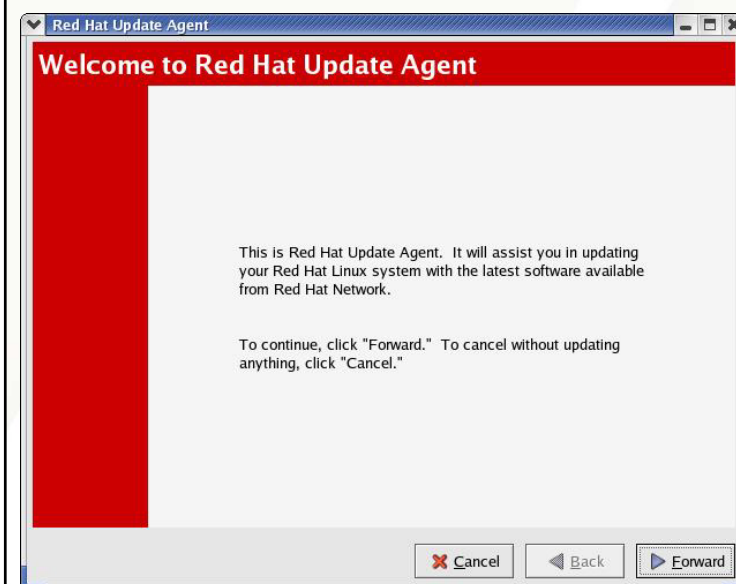 Red Hat Update Agent
Welcome to Red Hat Update Agent
This is Red Hat Update Agent. It will assist you in updating
your Red Hat Linux system with the latest software available
from Red Hat Network.
To continue, click "Forward." To cancel without updating
anything, click "Cancel."
Cancel
Back
Forward